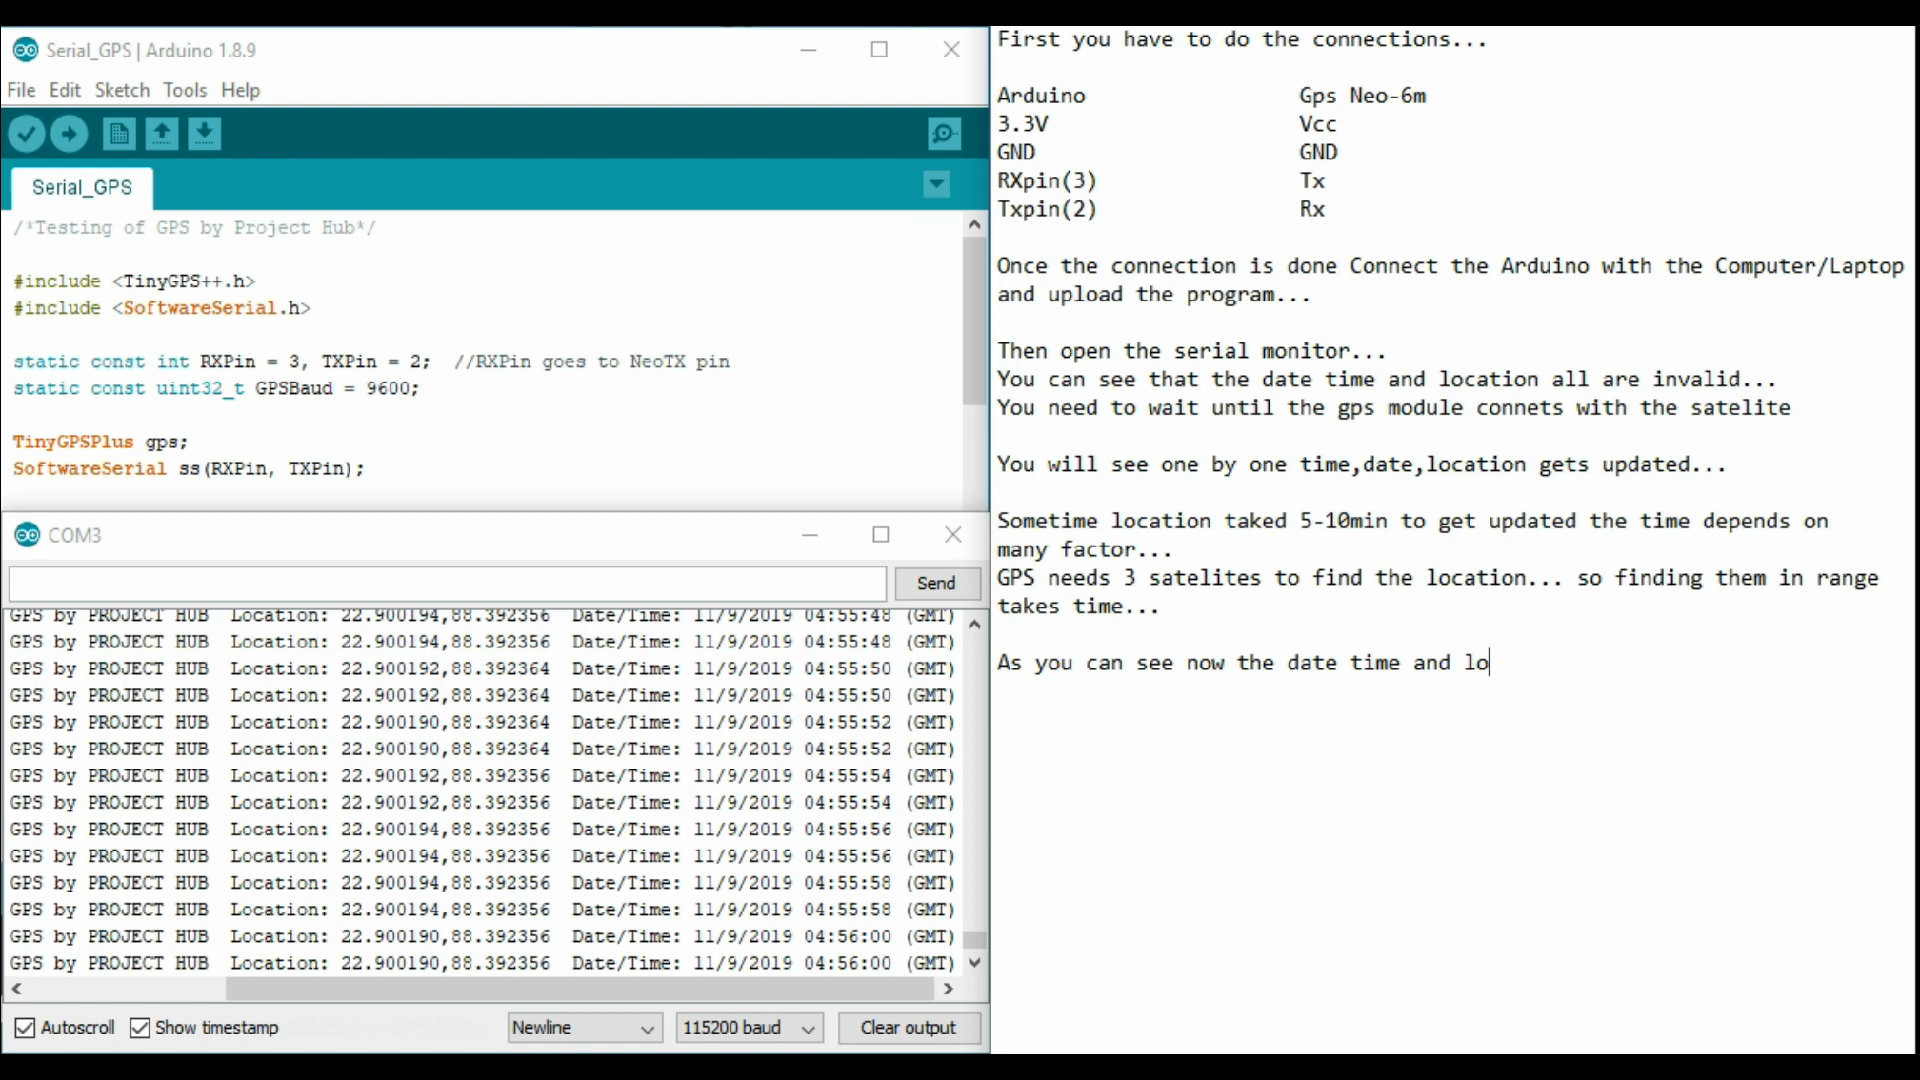 Serial_GPS | Arduino 1.8.9
File Edit Sketch Tools Help
Serial_GPS
/*Testing of GPS by Project Hub*/
#include <TinyGPS++.h>
#include <SoftwareSerial.h>
static const int RXPin = 3, TXPin = 2; //RXPin goes to NeoTX pin
static const uint32_t GPSBaud = 9600;
TinyGPSPlus gps;
SoftwareSerial ss(RXPin, TXPin);
COM3
Send
GPS by PROJECT HUB Location: 22.900194,88.392356 Date/Time: 11/9/2019 04:55:48 (GMT)
GPS by PROJECT HUB Location: 22.900194,88.392356 Date/Time: 11/9/2019 04:55:48 (GMT)
GPS by PROJECT HUB Location: 22.900192,88.392364 Date/Time: 11/9/2019 04:55:50 (GMT)
GPS by PROJECT HUB Location: 22.900192,88.392364 Date/Time: 11/9/2019 04:55:50 (GMT)
GPS by PROJECT HUB Location: 22.900190,88.392364 Date/Time: 11/9/2019 04:55:52 (GMT)
GPS by PROJECT HUB Location: 22.900190,88.392364 Date/Time: 11/9/2019 04:55:52 (GMT)
GPS by PROJECT HUB Location: 22.900192,88.392356 Date/Time: 11/9/2019 04:55:54 (GMT)
GPS by PROJECT HUB Location: 22.900192,88.392356 Date/Time: 11/9/2019 04:55:54 (GMT)
GPS by PROJECT HUB Location: 22.900194,88.392356 Date/Time: 11/9/2019 04:55:56 (GMT)
GPS by PROJECT HUB Location: 22.900194,88.392356 Date/Time: 11/9/2019 04:55:56 (GMT)
GPS by PROJECT HUB Location: 22.900194,88.392356 Date/Time: 11/9/2019 04:55:58 (GMT)
GPS by PROJECT HUB Location: 22.900194,88.392356 Date/Time: 11/9/2019 04:55:58 (GMT)
GPS by PROJECT HUB Location: 22.900190,88.392356 Date/Time: 11/9/2019 04:56:00 (GMT)
GPS by PROJECT HUB Location: 22.900190,88.392356 Date/Time: 11/9/2019 04:56:00 (GMT)
Autoscroll Show timestamp Newline 115200 baud Clear output
First you have to do the connections...
Arduino Gps Neo-6m
3.3V Vcc
GND GND
RXpin(3) Tx
Txpin(2) Rx
Once the connection is done Connect the Arduino with the Computer/Laptop
and upload the program...
Then open the serial monitor...
You can see that the date time and location all are invalid...
You need to wait until the gps module connets with the satelite
You will see one by one time,date,location gets updated...
Sometime location taked 5-10min to get updated the time depends on
many factor...
GPS needs 3 satelites to find the location... so finding them in range
takes time...
As you can see now the date time and lo